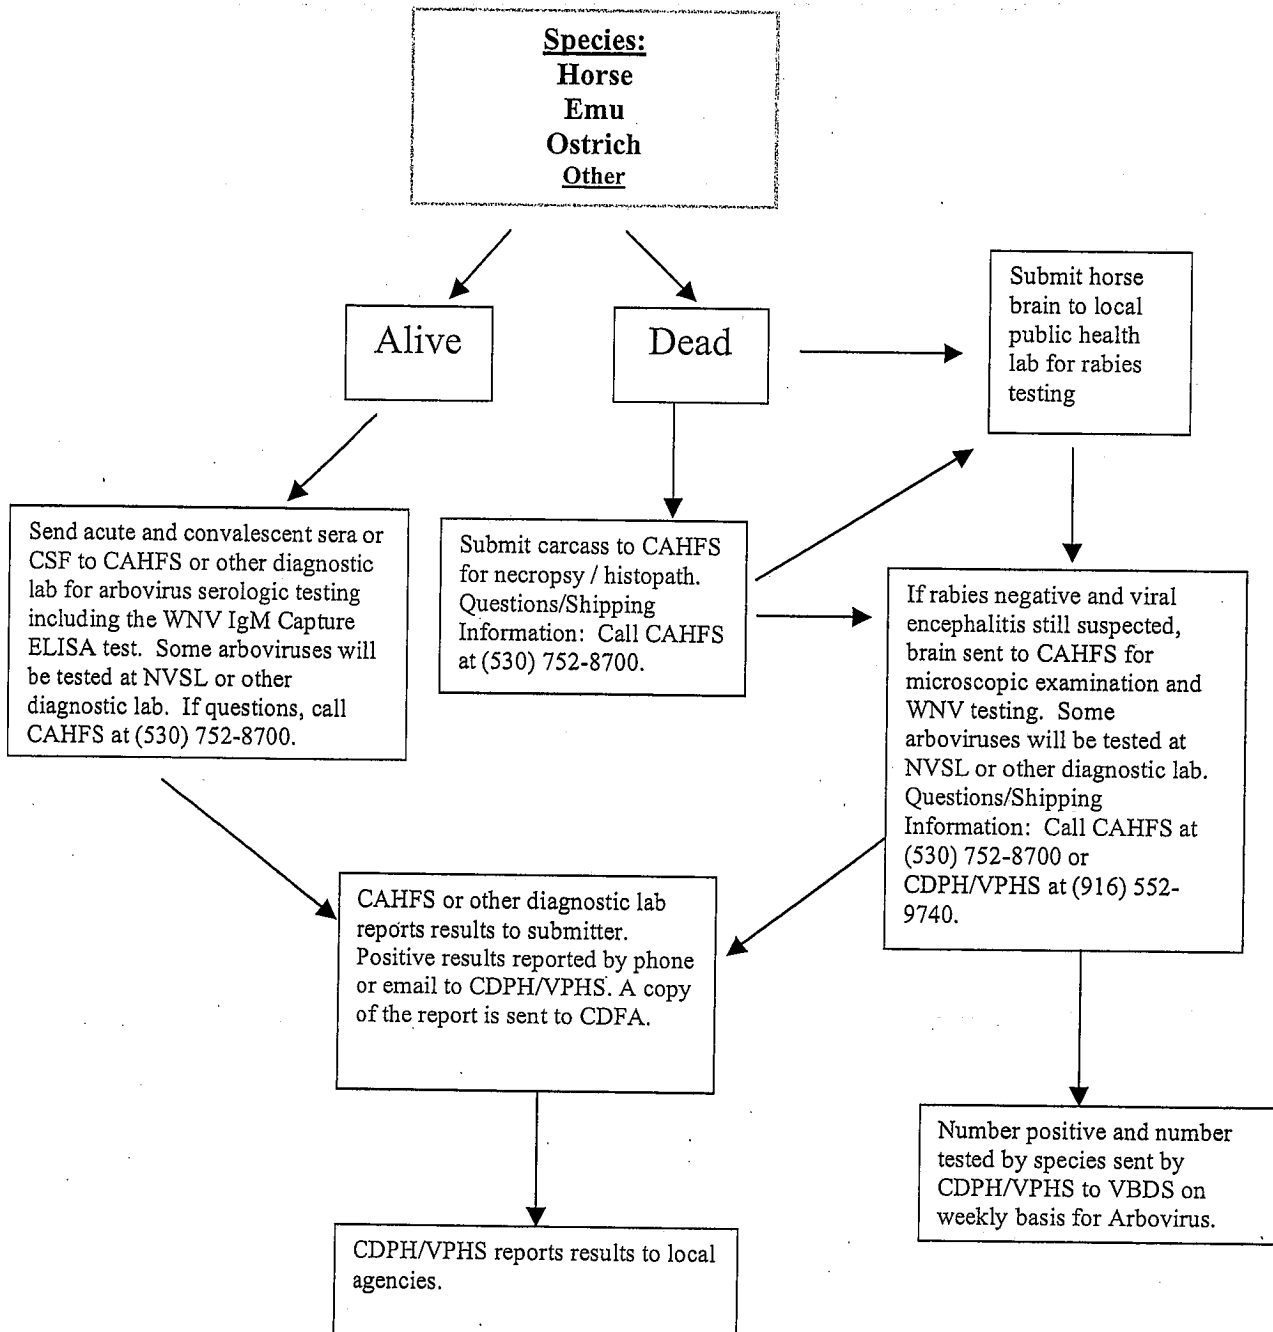 Species:
Horse
Emu
Ostrich
Other
Alive
Dead
Submit horse
brain to local
public health
lab for rabies
testing
Send acute and convalescent sera or
CSF to CAHFS or other diagnostic
lab for arbovirus serologic testing
including the WNV IgM Capture
ELISA test. Some arboviruses will
be tested at NVSL or other
diagnostic lab. If questions, call
CAHFS at (530) 752-8700.
Submit carcass to CAHFS
for necropsy / histopath.
Questions/Shipping
Information: Call CAHFS
at (530) 752-8700.
If rabies negative and viral
encephalitis still suspected,
brain sent to CAHFS for
microscopic examination and
WNV testing. Some
arboviruses will be tested at
NVSL or other diagnostic lab.
Questions/Shipping
Information: Call CAHFS at
(530) 752-8700 or
CDPH/VPHS at (916) 552-
9740.
CAHFS or other diagnostic lab
reports results to submitter.
Positive results reported by phone
or email to CDPH/VPHS. A copy
of the report is sent to CDFA.
Number positive and number
tested by species sent by
CDPH/VPHS to VBDS on
weekly basis for Arbovirus.
CDPH/VPHS reports results to local
agencies.